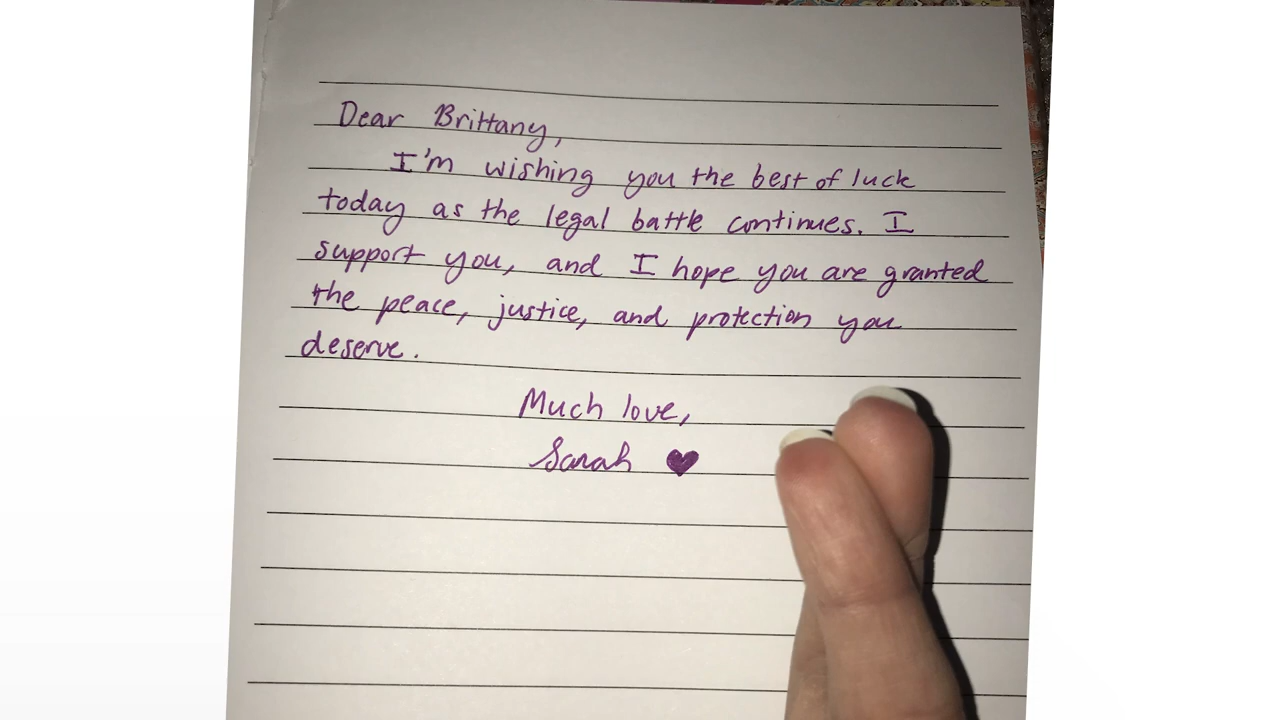 Dear Brittany,
I'm wishing you the best of luck
today as the legal battle continues. I
support you, and I hope you are granted
the peace, justice, and protection you
deserve.
Much love,
Sarah ♥